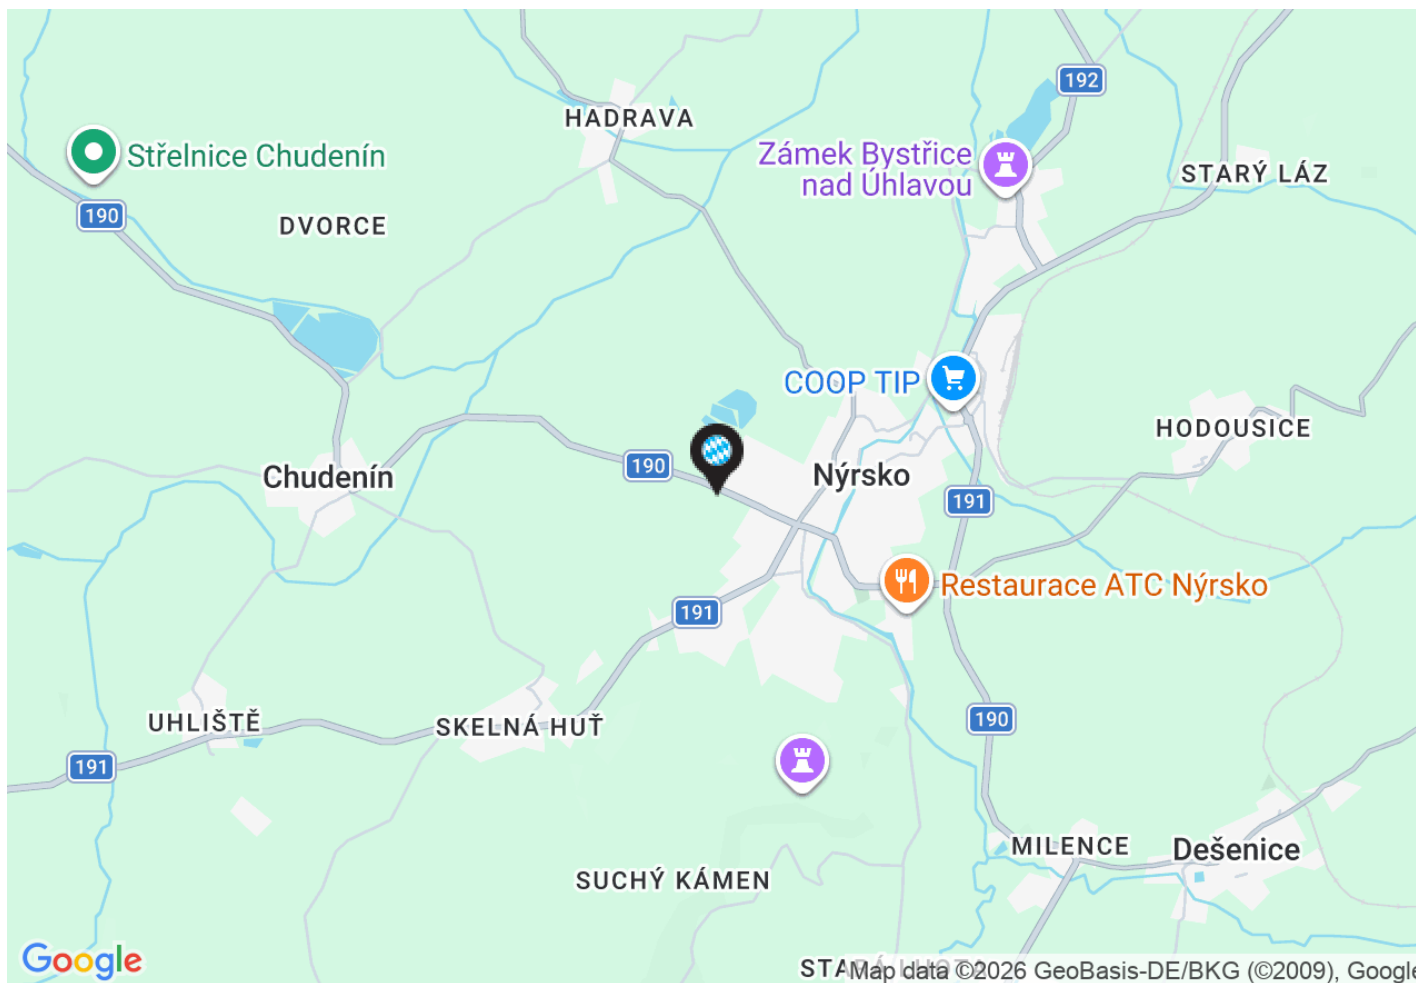 192
HADRAVA
Střelnice Chudenín
Zámek Bystřice
nad Úhlavou
STARÝ LÁZ
190
DVORCE
COOP TIP
HODOUSICE
190
Chudenín
Nýrsko
191
Restaurace ATC Nýrsko
191
UHLIŠTĚ
SKELNÁ HUŤ
190
191
MILENCE
Dešenice
SUCHÝ KÁMEN
Google
Map data ©2026 GeoBasis-DE/BKG (©2009), Google